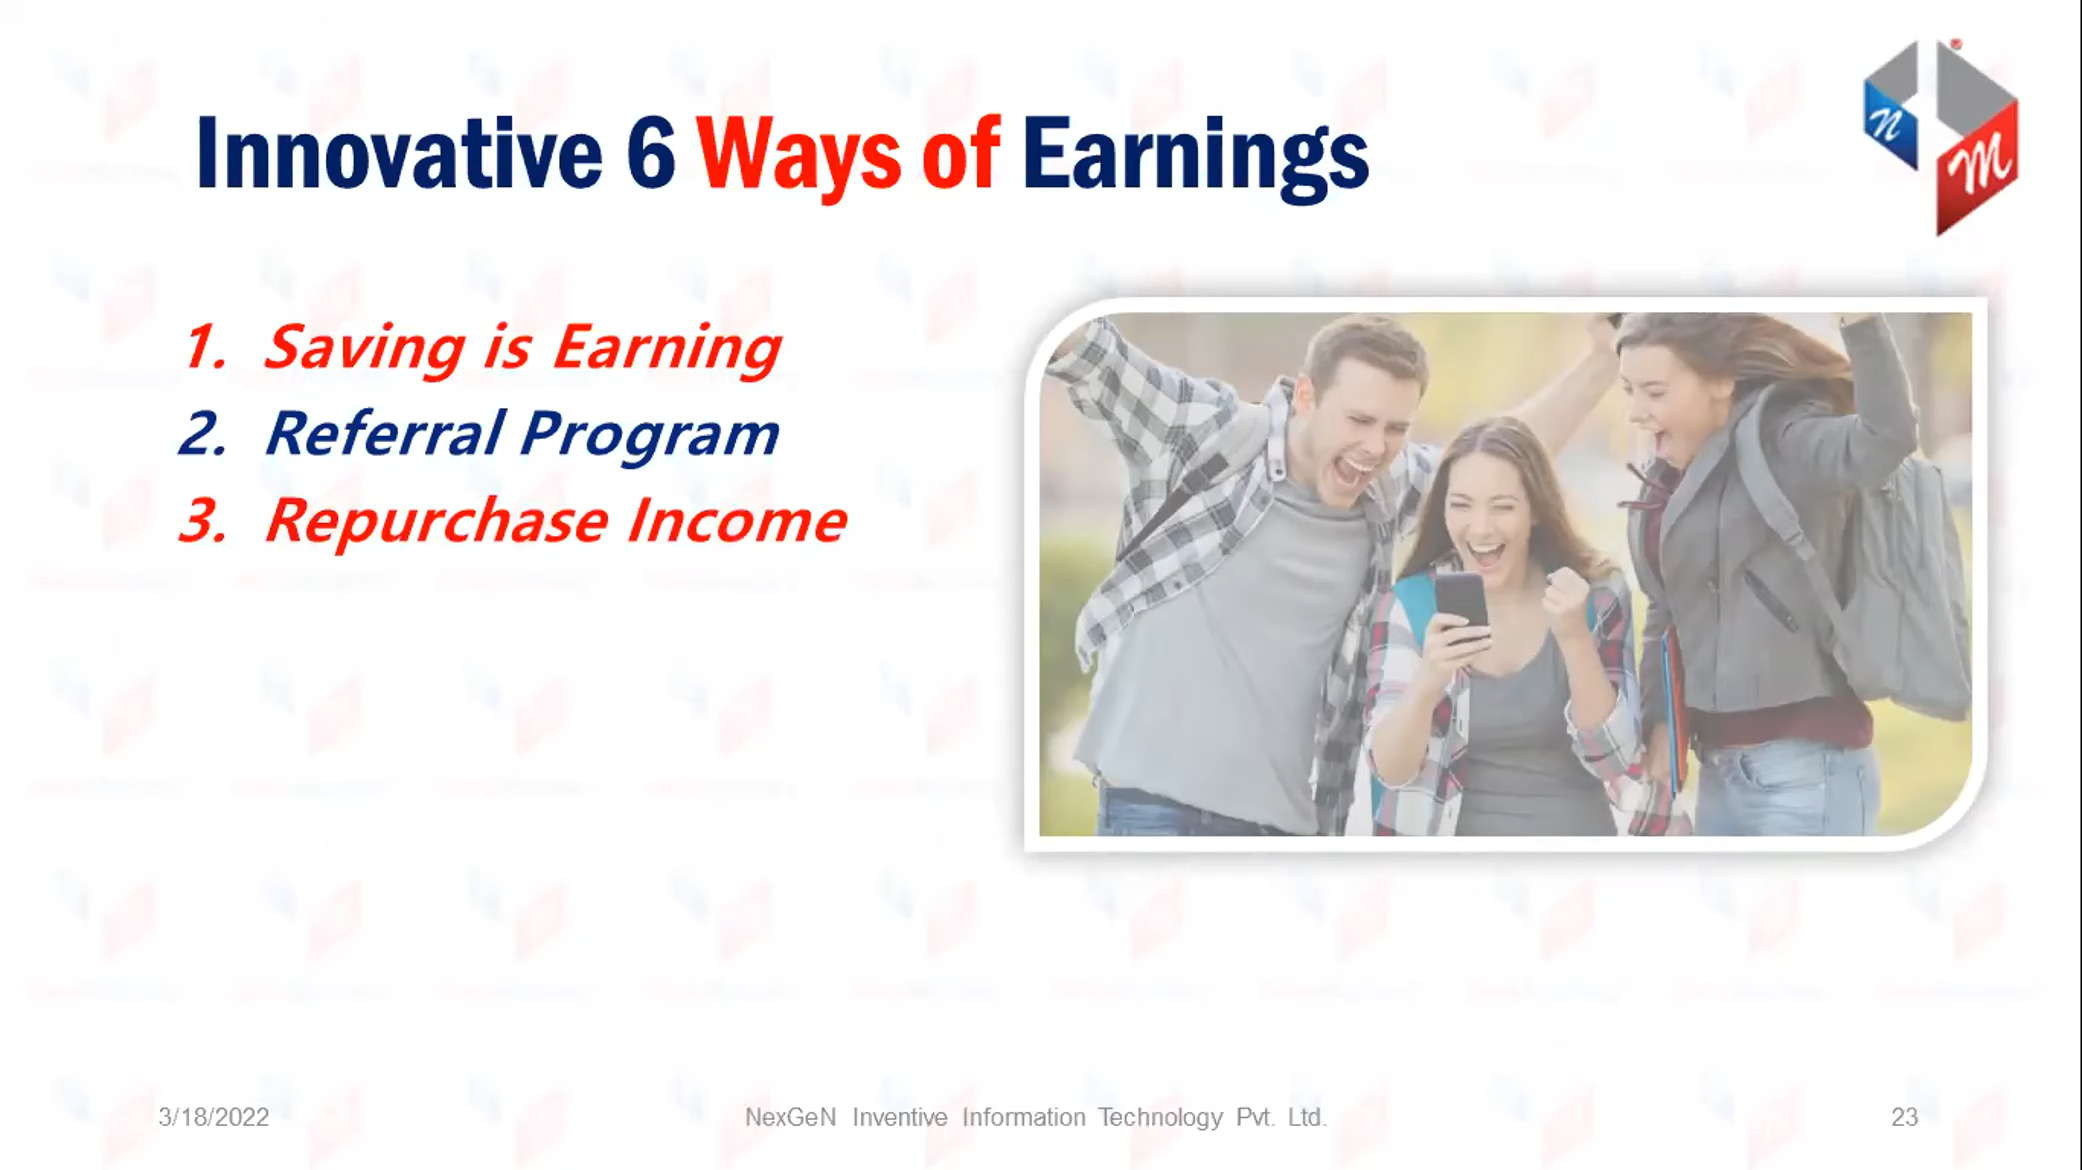 Innovative 6 Ways of Earnings
n
m
1. Saving is Earning
2. Referral Program
3. Repurchase Income
3/18/2022
NexGeN Inventive Information Technology Pvt. Ltd.
23